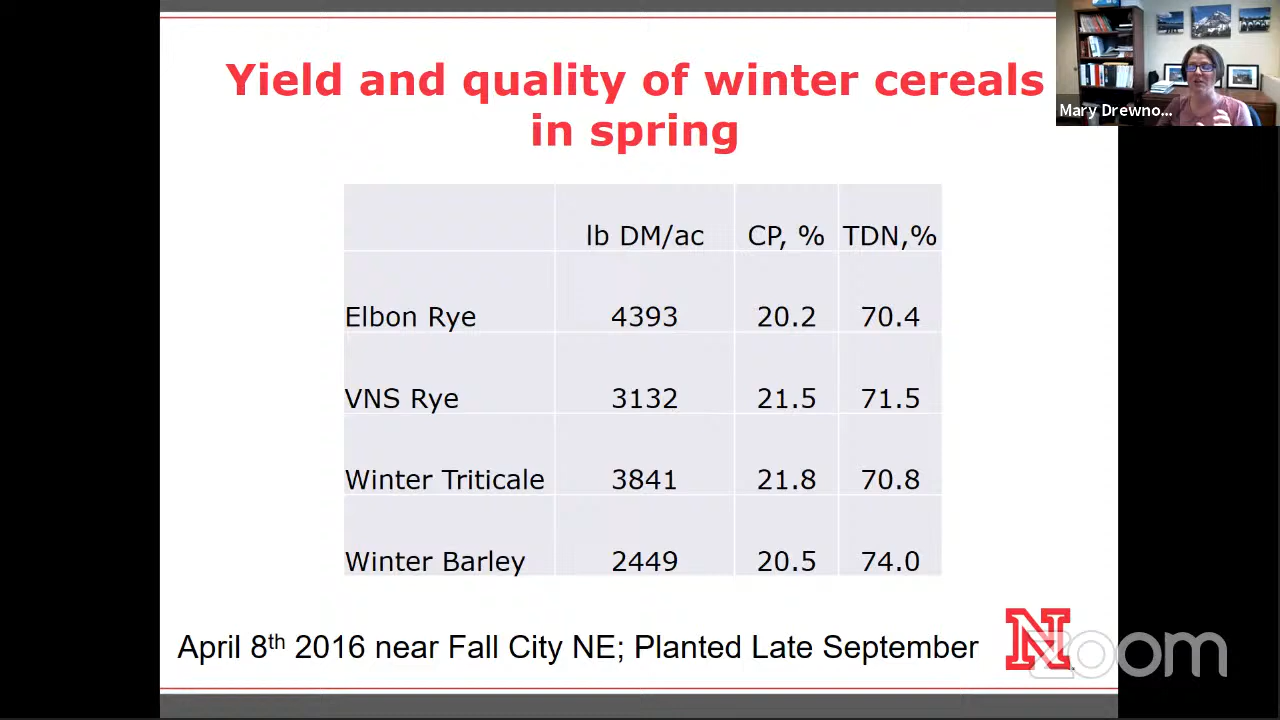 Yield and quality of winter cereals
in spring
Mary Drewno...
lb DM/ac CP, % TDN,%
Elbon Rye 4393 20.2 70.4
VNS Rye 3132 21.5 71.5
Winter Triticale 3841 21.8 70.8
Winter Barley 2449 20.5 74.0
April 8th 2016 near Fall City NE; Planted Late September
N
zoom